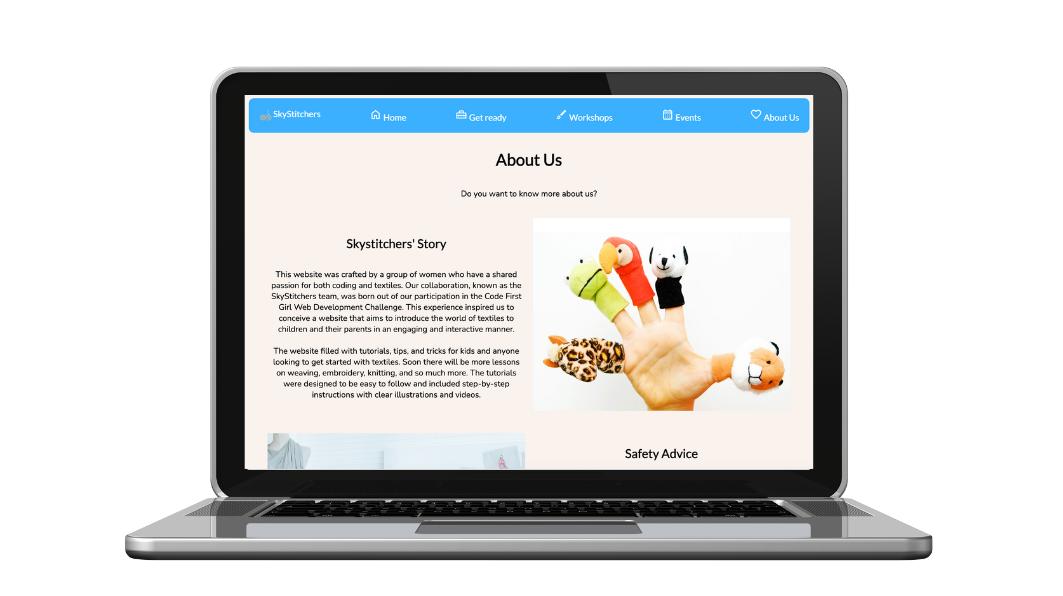 SkyStitchers
Home
Get ready
Workshops
Events
About Us
About Us
Do you want to know more about us?
Skystitchers' Story
This website was crafted by a group of women who have a shared
passion for both coding and textiles. Our collaboration, known as the
SkyStitchers team, was born out of our participation in the Code First
Girl Web Development Challenge. This experience inspired us to
conceive a website that aims to introduce the world of textiles to
children and their parents in an engaging and interactive manner.
The website filled with tutorials, tips, and tricks for kids and anyone
looking to get started with textiles. Soon there will be more lessons
on weaving, embroidery, knitting, and so much more. The tutorials
were designed to be easy to follow and included step-by-step
instructions with clear illustrations and videos.
Safety Advice